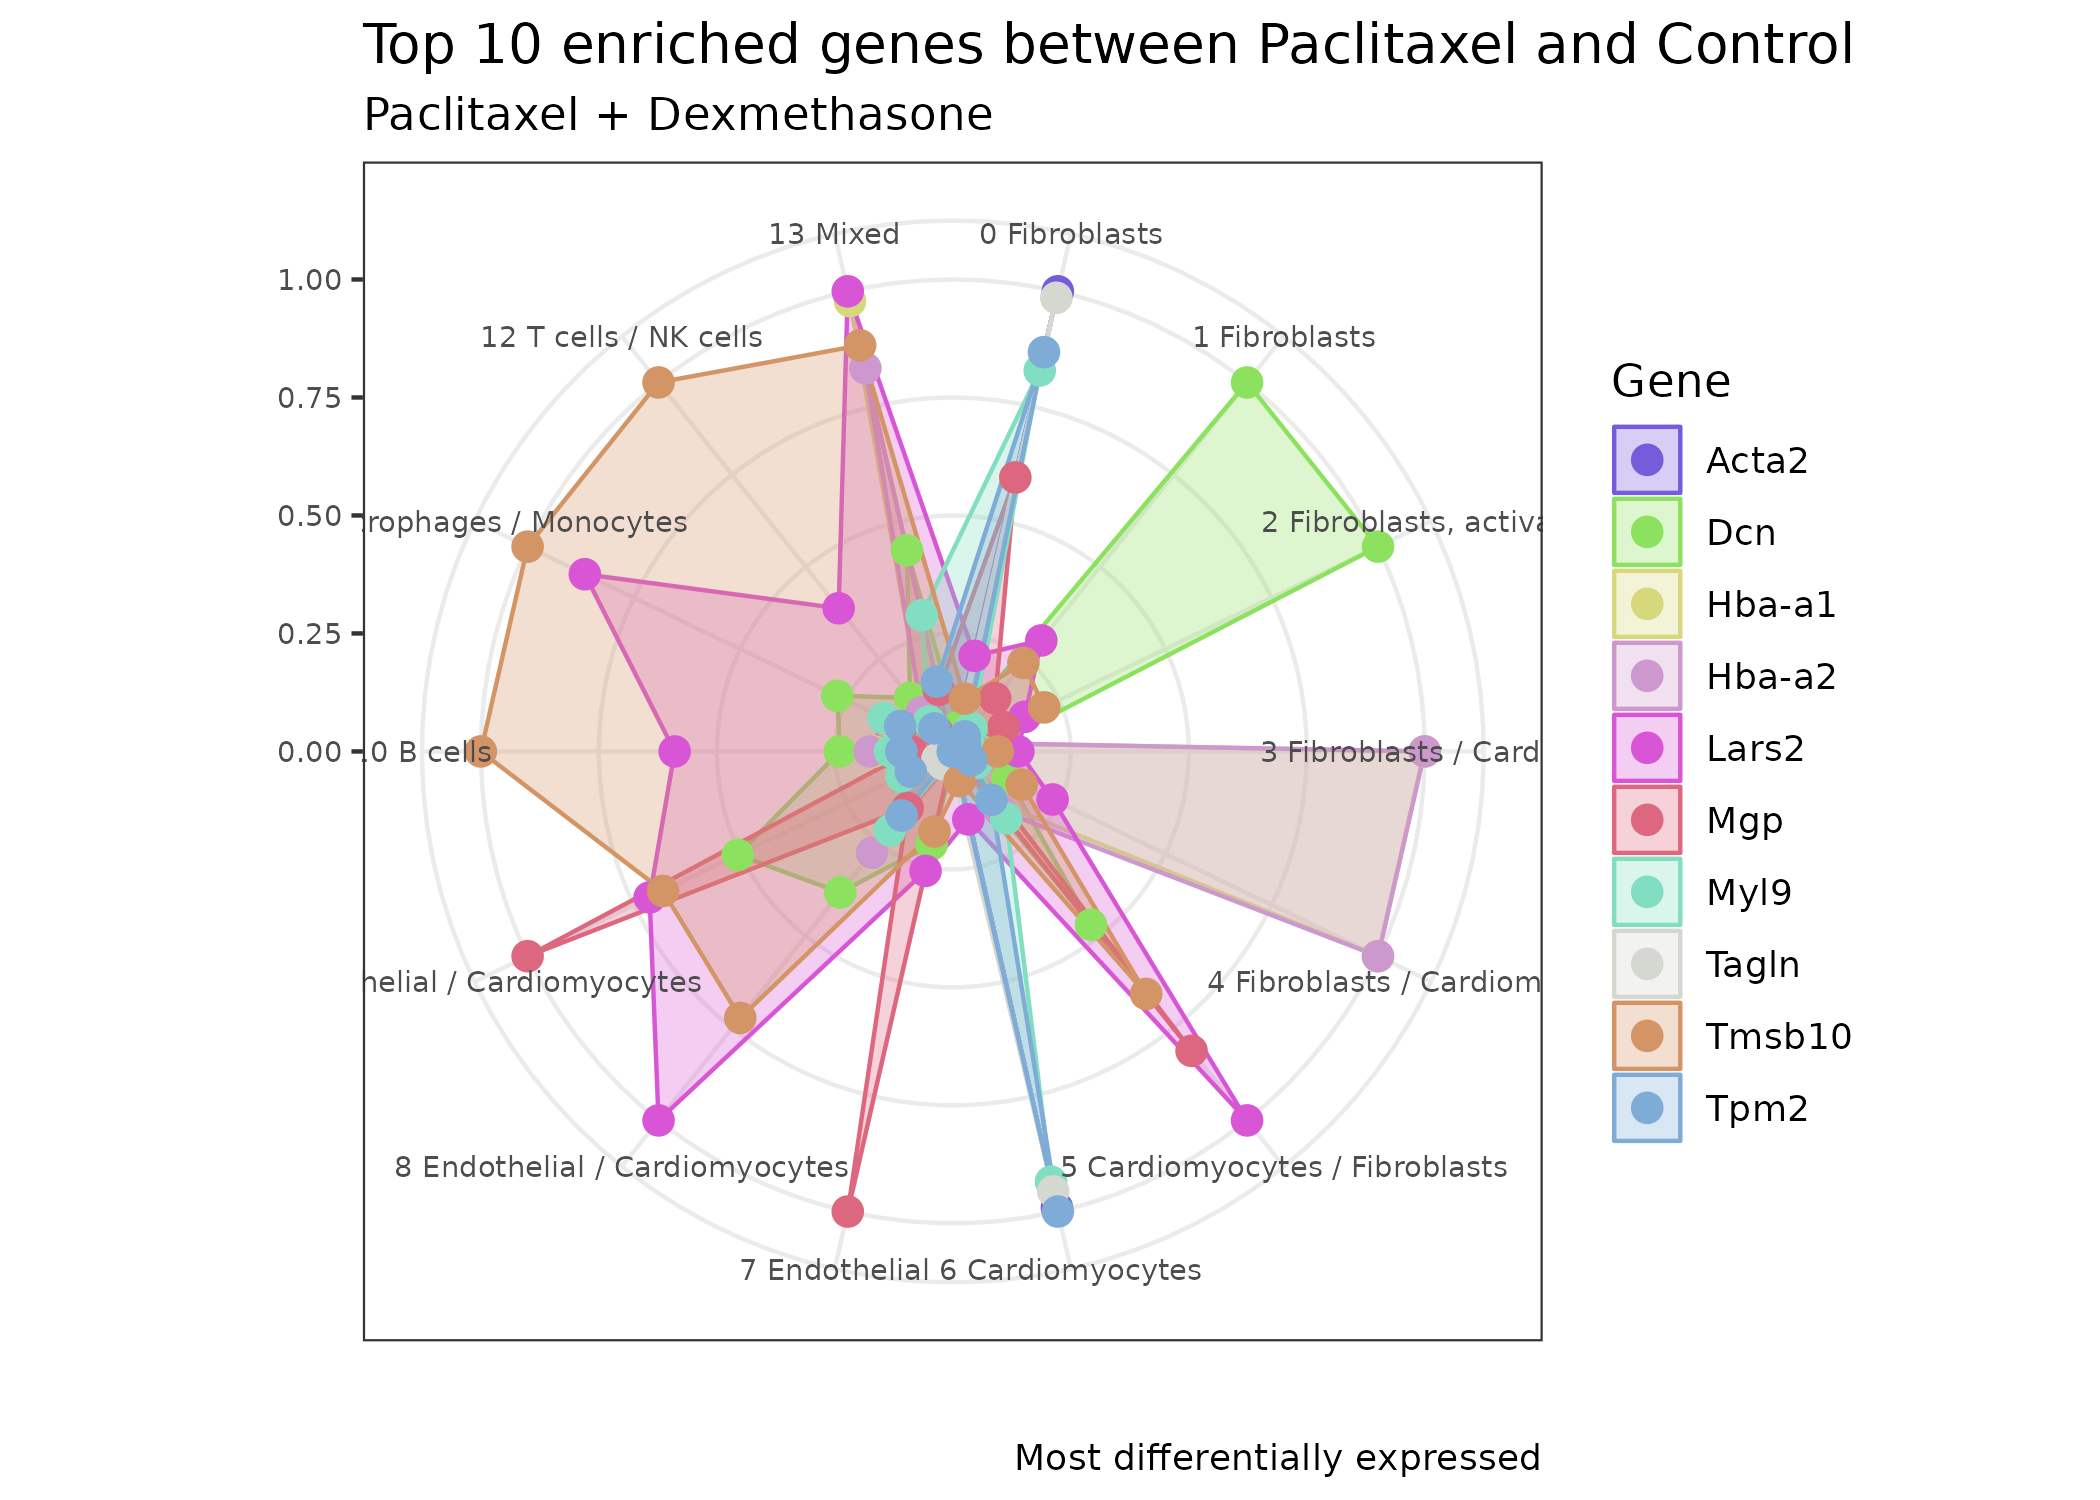 Top 10 enriched genes between Paclitaxel and Control
Paclitaxel + Dexmethasone
13 Mixed
0 Fibroblasts
1.00
12 T cells / NK cells
1 Fibroblasts
0.75
0.50
rophages / Monocytes
2 Fibroblasts, activa
0.25
0.00
0 B cells
3 Fibroblasts / Card
helial / Cardiomyocytes
4 Fibroblasts / Cardiom
8 Endothelial / Cardiomyocytes
5 Cardiomyocytes / Fibroblasts
7 Endothelial
6 Cardiomyocytes
Gene
Acta2
Dcn
Hba-a1
Hba-a2
Lars2
Mgp
Myl9
Tagln
Tmsb10
Tpm2
Most differentially expressed